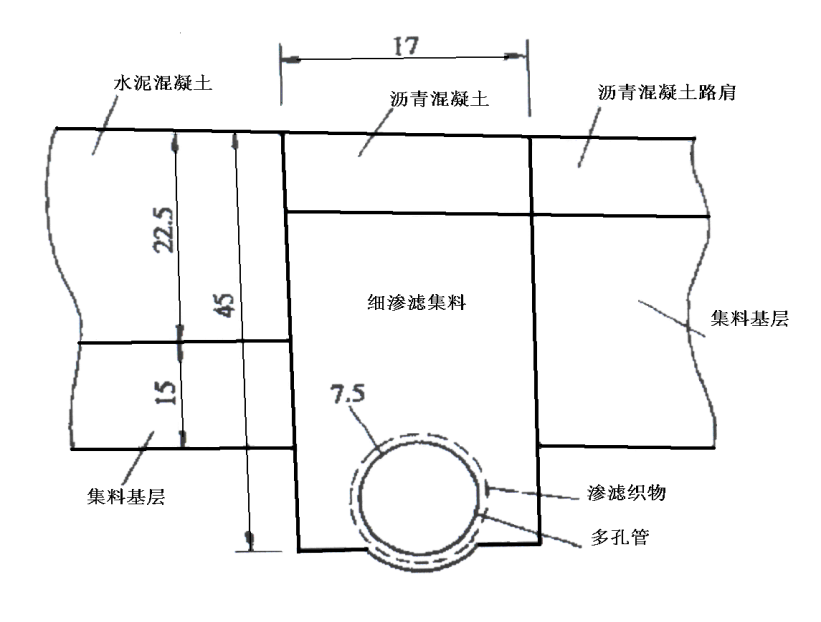 17
水泥混凝土
沥青混凝土
沥青混凝土路肩
22.5
45
细渗滤集料
集料基层
15
7.5
集料基层
渗滤织物
多孔管